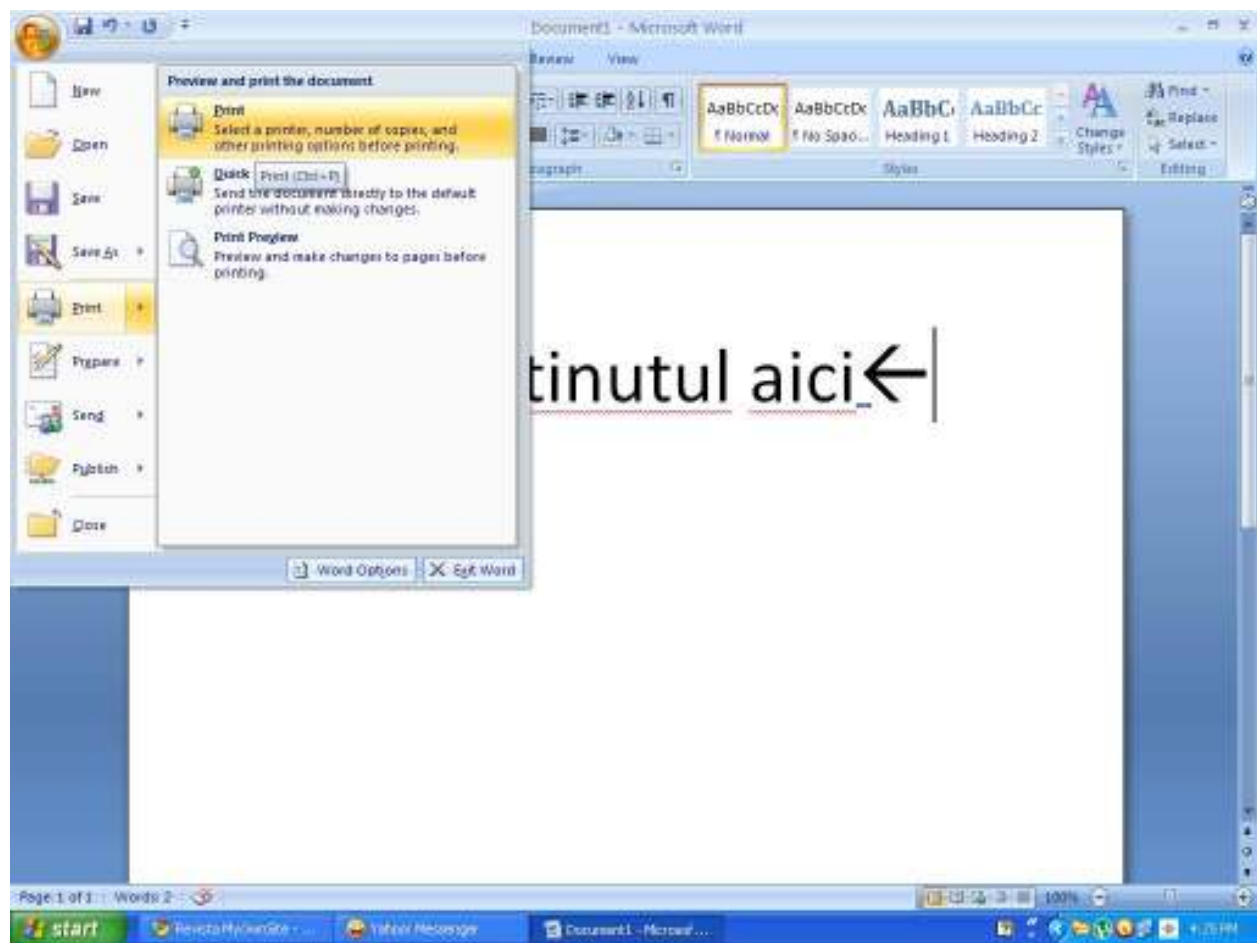 Document1 - Microsoft Word
Review View
New
Open
Save
Save As
Print
Prepare
Send
Publish
Close
Preview and print the document
Print
Select a printer, number of copies, and
other printing options before printing.
Quick
Print (Ctrl+P)
Send the document directly to the default
printer without making changes.
Print Preview
Preview and make changes to pages before
printing.
Word Options
Exit Word
AaBbCcDc AaBbCcDc AaBbC AaBbCc
¶ Normal ¶ No Spac... Heading 1 Heading 2
Change
Styles
Find
Replace
Select
Styles
Editing
tinutul aici←
Page: 1 of 1 Words: 2
100%
start
Yahoo! Messenger
Document1 - Microsof...